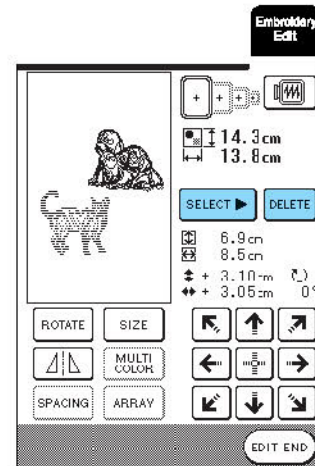 Embroidery
Edit
14.3cm
13.8cm
SELECT ▶ DELETE
6.9cm
8.5cm
+ 3.10cm
+ 3.05cm 0°
ROTATE SIZE
MULTI
COLOR
SPACING ARRAY
EDIT END